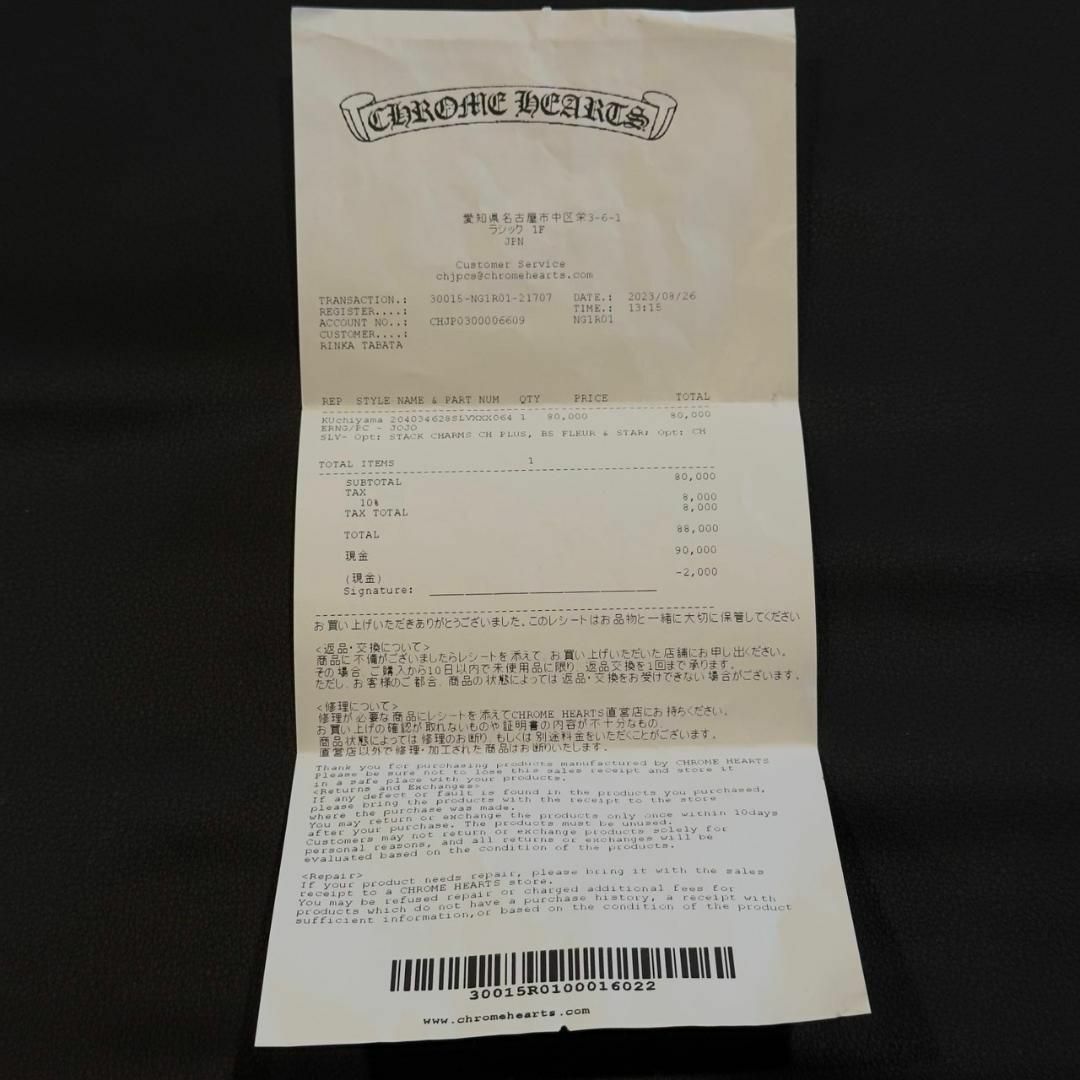 CHROME HEARTS
愛知県名古屋市中区栄3-6-1
ラシック 1F
JPN
Customer Service
chjpcs@chromehearts.com
TRANSACTION.: 30015-NG1R01-21707 DATE.: 2023/08/26
REGISTER....: TIME.: 13:15
ACCOUNT NO..: CHJP0300006609 NG1R01
CUSTOMER....:
RINKA TABATA
REP STYLE NAME & PART NUM QTY PRICE TOTAL
KUchiyama 204034628SLVXXX064 1 80,000 80,000
ERNG/PC - JOJO
SLV- Opt: STACK CHARMS CH PLUS, BS FLEUR & STAR; Opt: CH
TOTAL ITEMS 1
SUBTOTAL 80,000
TAX
10% 8,000
TAX TOTAL 8,000
TOTAL 88,000
現金 90,000
(現金) -2,000
Signature:
お買い上げいただきありがとうございました。このレシートはお品物と一緒に大切に保管してください
<返品・交換について>
商品に不備がございましたらレシートを添えて、お買い上げいただいた店舗にお申し出ください。
その場合、ご購入から10日以内で未使用品に限り、返品交換を1回まで承ります。
ただし、お客様のご都合、商品の状態によっては返品・交換をお受けできない場合がございます。
<修理について>
修理が必要な商品にレシートを添えてCHROME HEARTS直営店にお持ちください。
お買い上げの確認が取れないものや証明書の内容が不十分なもの、
商品状態によっては修理のお断り、もしくは別途料金をいただくことがございます。
直営店以外で修理・加工された商品はお断りいたします。
Thank you for purchasing products manufactured by CHROME HEARTS
Please be sure not to lose this sales receipt and store it
in a safe place with your products.
<Returns and Exchanges>
If any defect or fault is found in the products you purchased,
please bring the products with the receipt to the store
where the purchase was made.
You may return or exchange the products only once within 10days
after your purchase. The products must be unused.
Customers may not return or exchange products solely for
personal reasons, and all returns or exchanges will be
evaluated based on the condition of the products.
<Repair>
If your product needs repair, please bring it with the sales
receipt to a CHROME HEARTS store.
You may be refused repair or charged additional fees for
products which do not have a purchase history, a receipt with
sufficient information,or based on the condition of the product
30015R0100016022
www.chromehearts.com